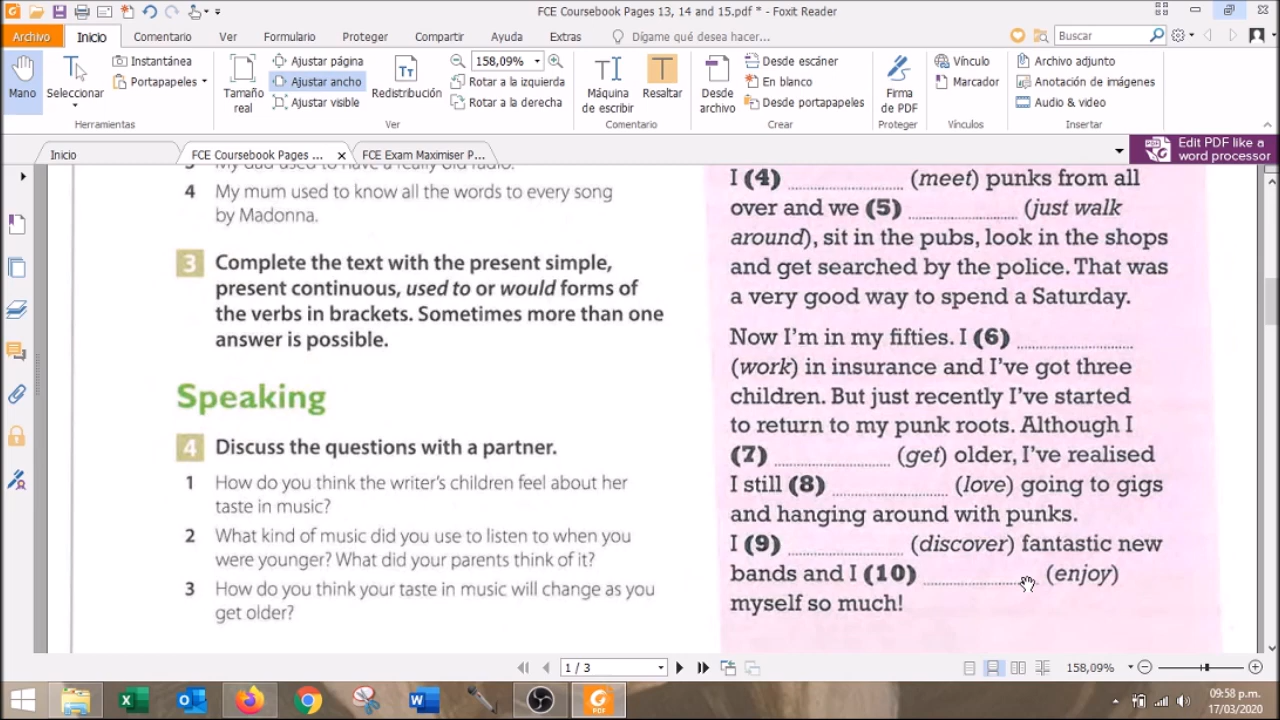 FCE Coursebook Pages 13, 14 and 15.pdf * - Foxit Reader
Archivo Inicio Comentario Ver Formulario Proteger Compartir Ayuda Extras Dígame qué desea hacer... Buscar
Mano
Seleccionar
Instantánea
Portapapeles
Herramientas
Tamaño real
Ajustar página
Ajustar ancho
Ajustar visible
Redistribución
158,09%
Rotar a la izquierda
Rotar a la derecha
Ver
Máquina de escribir
Resaltar
Comentario
Desde archivo
Desde escáner
En blanco
Desde portapapeles
Crear
Firma de PDF
Proteger
Vínculo
Marcador
Vínculos
Archivo adjunto
Anotación de imágenes
Audio & video
Insertar
Inicio FCE Coursebook Pages ... FCE Exam Maximiser P...
Edit PDF like a
word processor
3 My dad used to have a really old radio.
4 My mum used to know all the words to every song
by Madonna.
3 Complete the text with the present simple,
present continuous, used to or would forms of
the verbs in brackets. Sometimes more than one
answer is possible.
Speaking
4 Discuss the questions with a partner.
1 How do you think the writer's children feel about her
taste in music?
2 What kind of music did you use to listen to when you
were younger? What did your parents think of it?
3 How do you think your taste in music will change as you
get older?
I (4) .................... (meet) punks from all
over and we (5) .................... (just walk
around), sit in the pubs, look in the shops
and get searched by the police. That was
a very good way to spend a Saturday.
Now I'm in my fifties. I (6) ....................
(work) in insurance and I've got three
children. But just recently I've started
to return to my punk roots. Although I
(7) .................... (get) older, I've realised
I still (8) .................... (love) going to gigs
and hanging around with punks.
I (9) .................... (discover) fantastic new
bands and I (10) .................... (enjoy)
myself so much!
1 / 3
158,09%
PDF
09:58 p.m.
17/03/2020